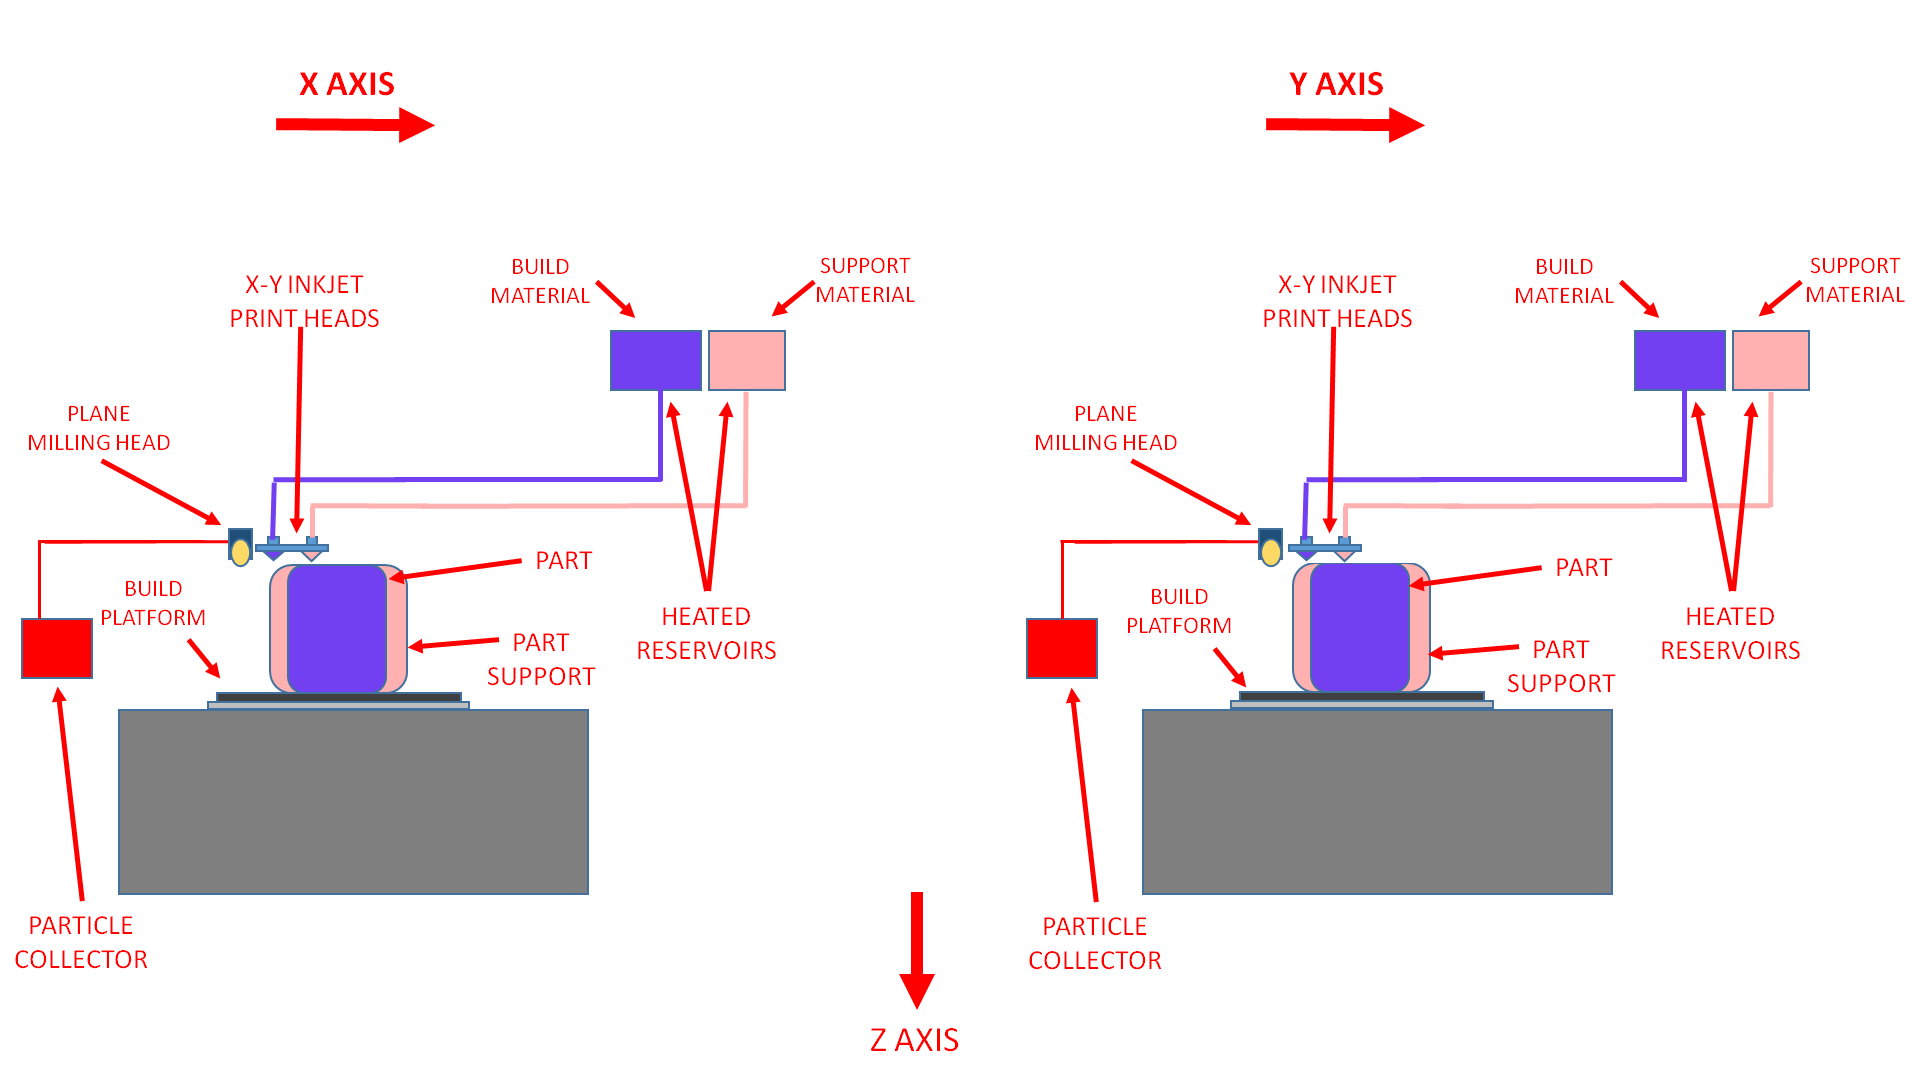 X AXIS
X-Y INKJET
PRINT HEADS
BUILD
MATERIAL
SUPPORT
MATERIAL
PLANE
MILLING HEAD
PART
BUILD
PLATFORM
PART
SUPPORT
HEATED
RESERVOIRS
PARTICLE
COLLECTOR
Y AXIS
X-Y INKJET
PRINT HEADS
BUILD
MATERIAL
SUPPORT
MATERIAL
PLANE
MILLING HEAD
PART
BUILD
PLATFORM
PART
SUPPORT
HEATED
RESERVOIRS
PARTICLE
COLLECTOR
Z AXIS